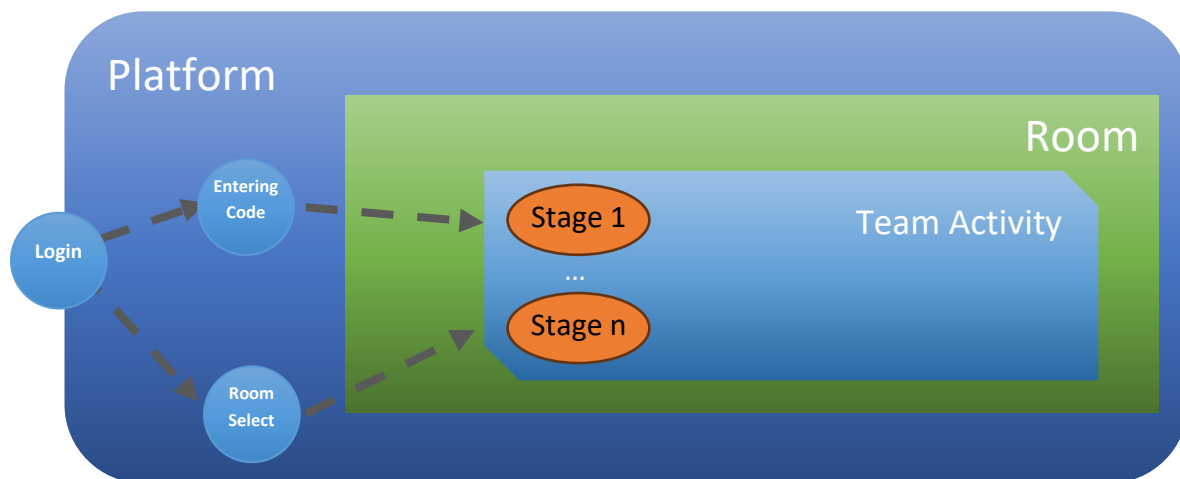 Platform
Room
Entering
Code
Login
Stage 1
Team Activity
...
Stage n
Room
Select